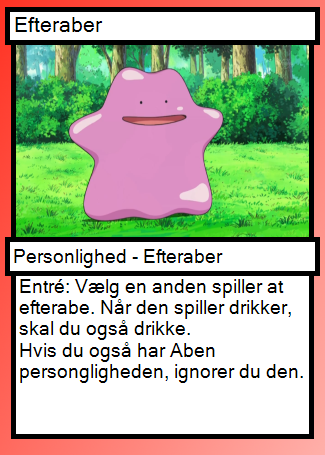 Efteraber
Personlighed - Efteraber
Entré: Vælg en anden spiller at
efterabe. Når den spiller drikker,
skal du også drikke.
Hvis du også har Aben
persongligheden, ignorer du den.